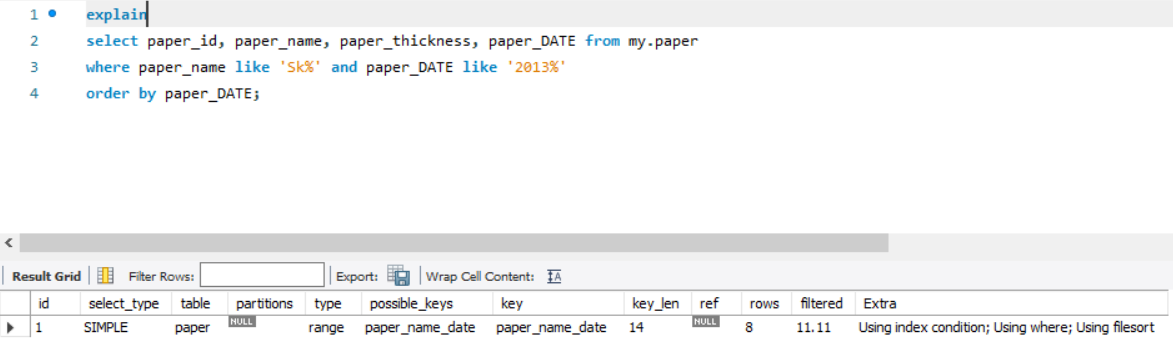 1 explain
2 select paper_id, paper_name, paper_thickness, paper_DATE from my.paper
3 where paper_name like 'Sk%' and paper_DATE like '2013%'
4 order by paper_DATE;
Result Grid Filter Rows: Export: Wrap Cell Content:
id select_type table partitions type possible_keys key key_len ref rows filtered Extra
1 SIMPLE paper NULL range paper_name_date paper_name_date 14 NULL 8 11.11 Using index condition; Using where; Using filesort